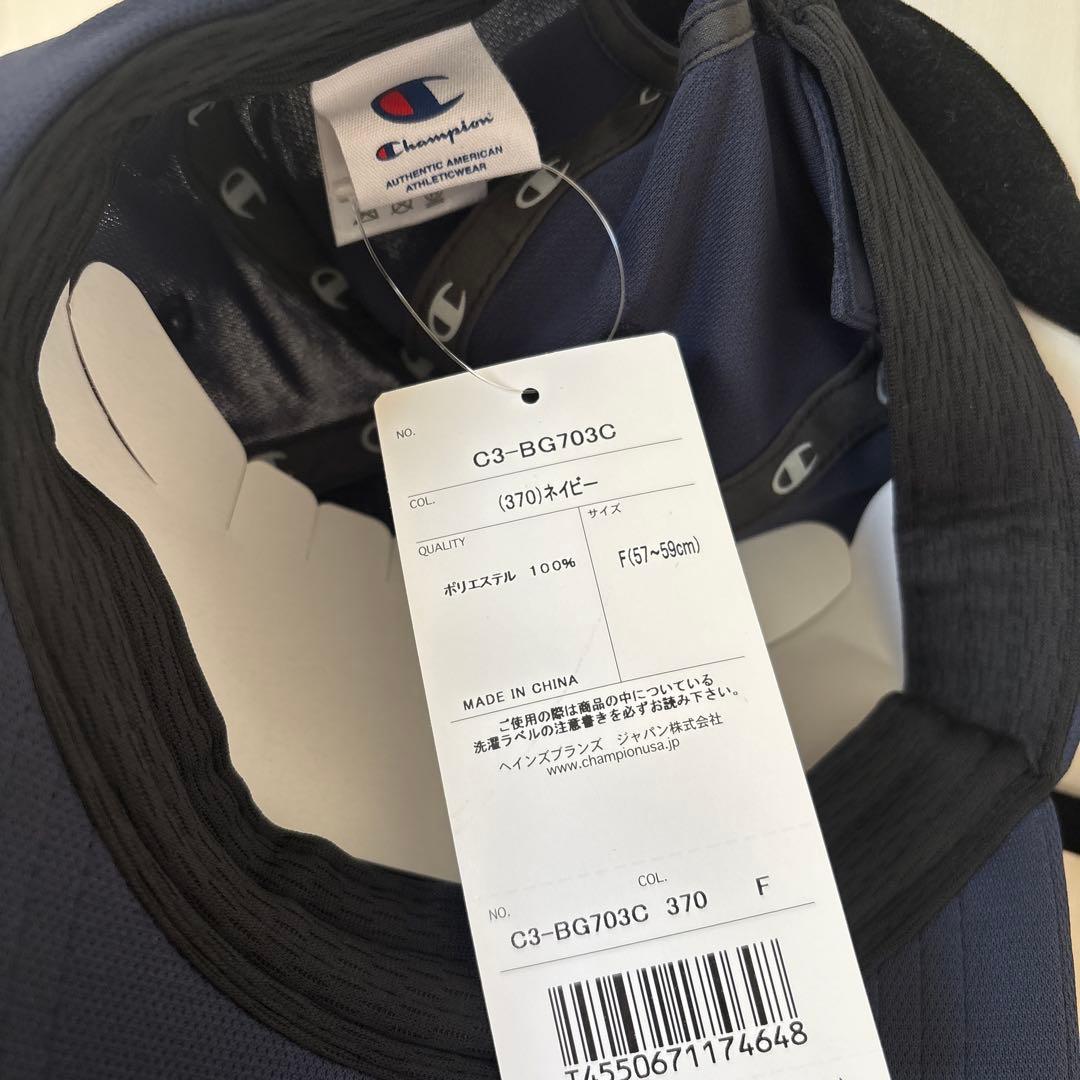 Champion
AUTHENTIC AMERICAN
ATHLETICWEAR
NO.
C3-BG703C
COL.
(370)ネイビー
QUALITY
サイズ
ポリエステル 100%
F(57~59cm)
MADE IN CHINA
ご使用の際は商品の中についている
洗濯ラベルの注意書きを必ずお読み下さい。
ヘインズブランズ ジャパン株式会社
www.championusa.jp
NO.
COL.
C3-BG703C 370 F
T4550671174648